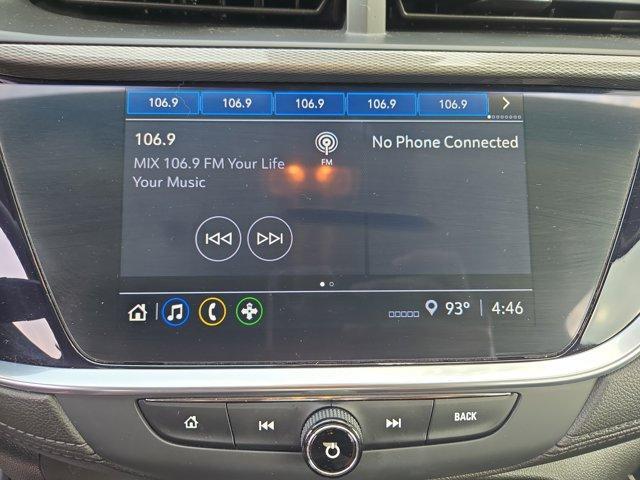 106.9 106.9 106.9 106.9 106.9
106.9
MIX 106.9 FM Your Life
Your Music
FM
No Phone Connected
93° 4:46
BACK